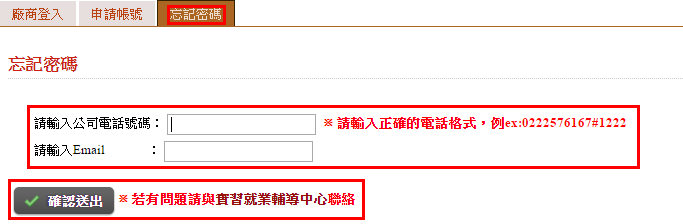 廠商登入 申請帳號 忘記密碼
忘記密碼
請輸入公司電話號碼： ※ 請輸入正確的電話格式，例ex:0222576167#1222
請輸入Email ：
確認送出 ※ 若有問題請與實習就業輔導中心聯絡